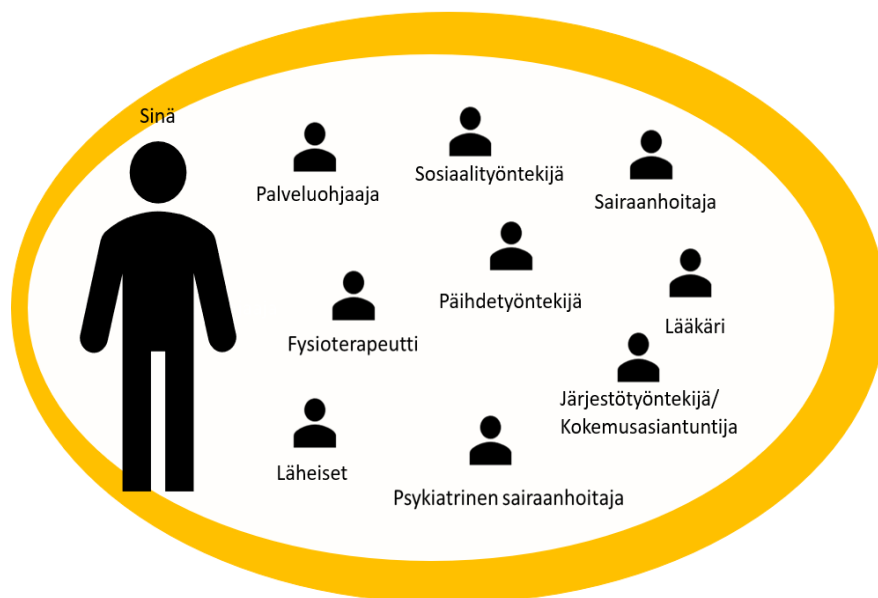 Sinä
Palveluohjaaja
Sosiaalityöntekijä
Sairaanhoitaja
Päihdetyöntekijä
Lääkäri
Fysioterapeutti
Järjestötyöntekijä/
Kokemusasiantuntija
Läheiset
Psykiatrinen sairaanhoitaja